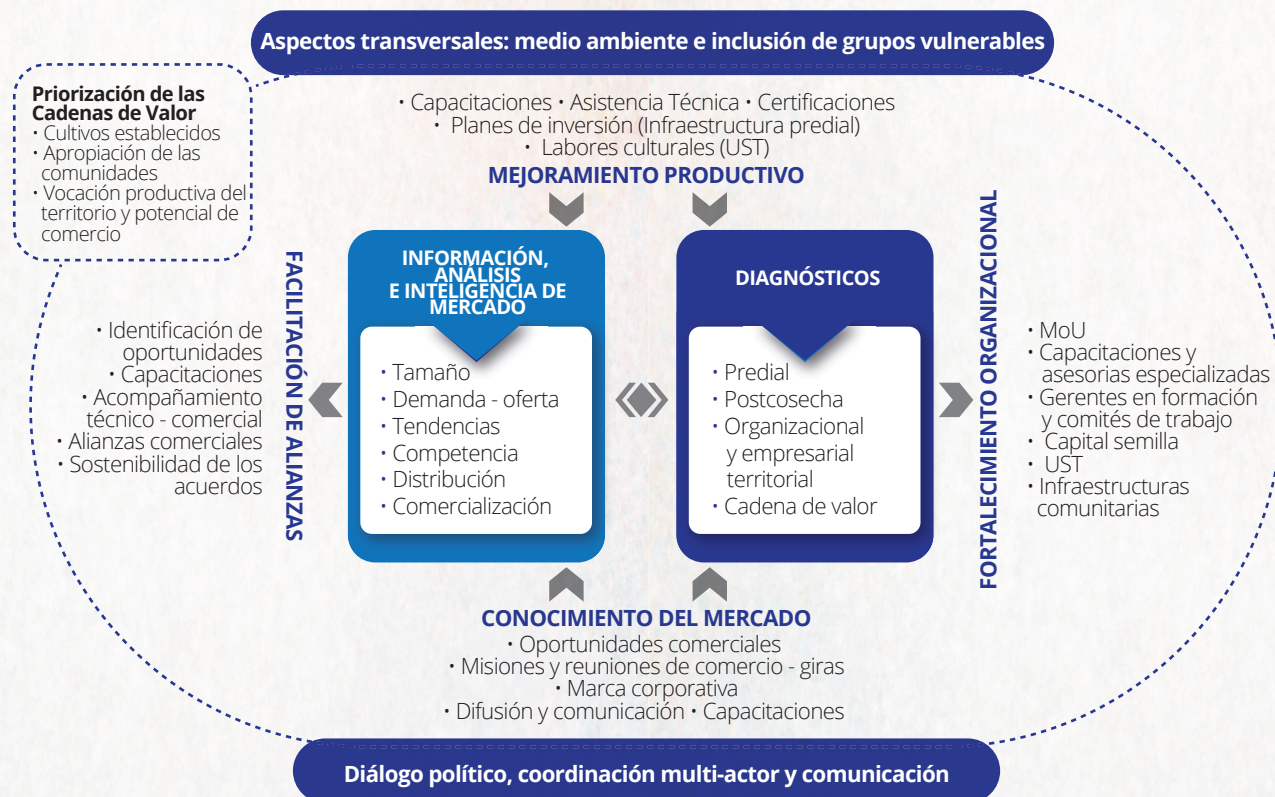 Aspectos transversales: medio ambiente e inclusión de grupos vulnerables
Priorización de las
Cadenas de Valor
• Cultivos establecidos
• Apropiación de las
comunidades
• Vocación productiva del
territorio y potencial de
comercio
• Capacitaciones • Asistencia Técnica • Certificaciones
• Planes de inversión (Infraestructura predial)
• Labores culturales (UST)
MEJORAMIENTO PRODUCTIVO
FACILITACIÓN DE ALIANZAS
• Identificación de
oportunidades
• Capacitaciones
• Acompañamiento
técnico - comercial
• Alianzas comerciales
• Sostenibilidad de los
acuerdos
INFORMACIÓN,
ANÁLISIS
E INTELIGENCIA DE
MERCADO
• Tamaño
• Demanda - oferta
• Tendencias
• Competencia
• Distribución
• Comercialización
DIAGNÓSTICOS
• Predial
• Postcosecha
• Organizacional
y empresarial
territorial
• Cadena de valor
FORTALECIMIENTO ORGANIZACIONAL
• MoU
• Capacitaciones y
asesorias especializadas
• Gerentes en formación
y comités de trabajo
• Capital semilla
• UST
• Infraestructuras
comunitarias
CONOCIMIENTO DEL MERCADO
• Oportunidades comerciales
• Misiones y reuniones de comercio - giras
• Marca corporativa
• Difusión y comunicación • Capacitaciones
Diálogo político, coordinación multi-actor y comunicación